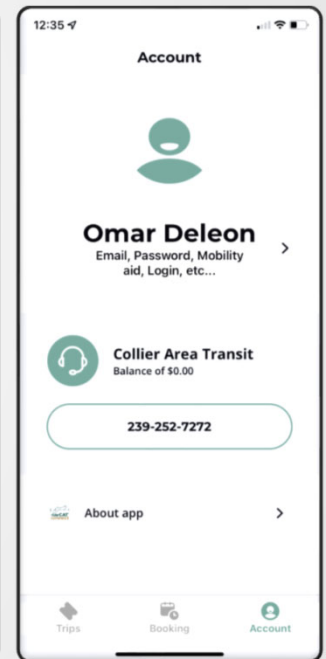 12:35
Account
Omar Deleon
Email, Password, Mobility
aid, Login, etc...
Collier Area Transit
Balance of $0.00
239-252-7272
About app
Trips
Booking
Account